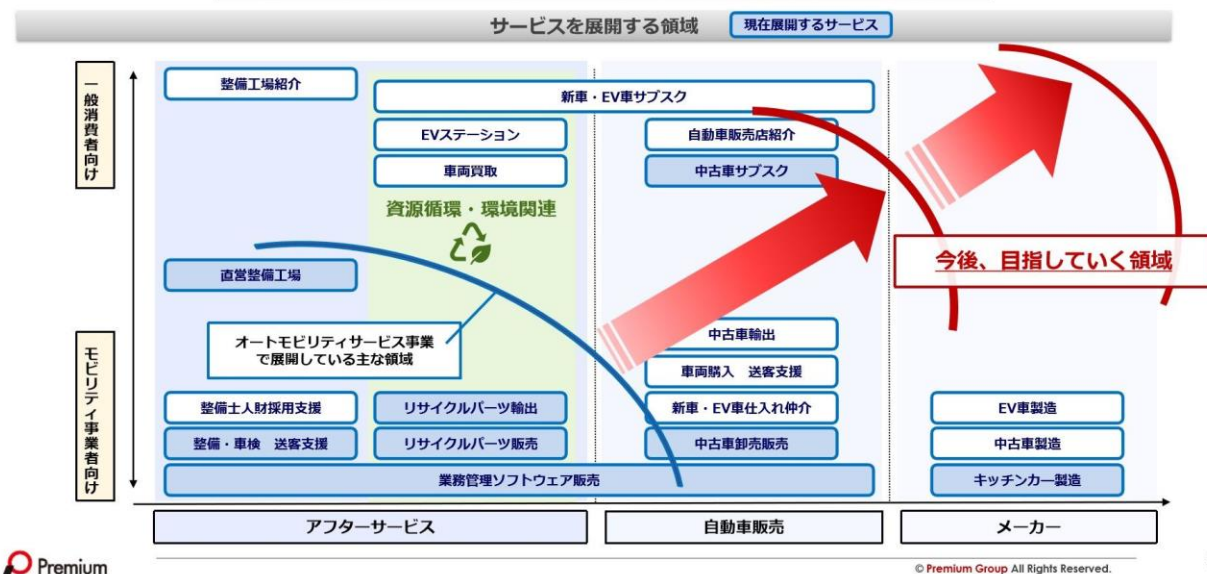 サービスを展開する領域
現在展開するサービス
一般消費者向け
整備工場紹介
新車・EV車サブスク
EVステーション
自動車販売店紹介
車両買取
中古車サブスク
資源循環・環境関連
今後、目指していく領域
直営整備工場
オートモビリティサービス事業
で展開している主な領域
モビリティ事業者向け
中古車輸出
車両購入 送客支援
整備士人財採用支援
リサイクルパーツ輸出
新車・EV車仕入れ仲介
EV車製造
整備・車検 送客支援
リサイクルパーツ販売
中古車卸売販売
中古車製造
業務管理ソフトウェア販売
キッチンカー製造
アフターサービス
自動車販売
メーカー
Premium
© Premium Group All Rights Reserved.